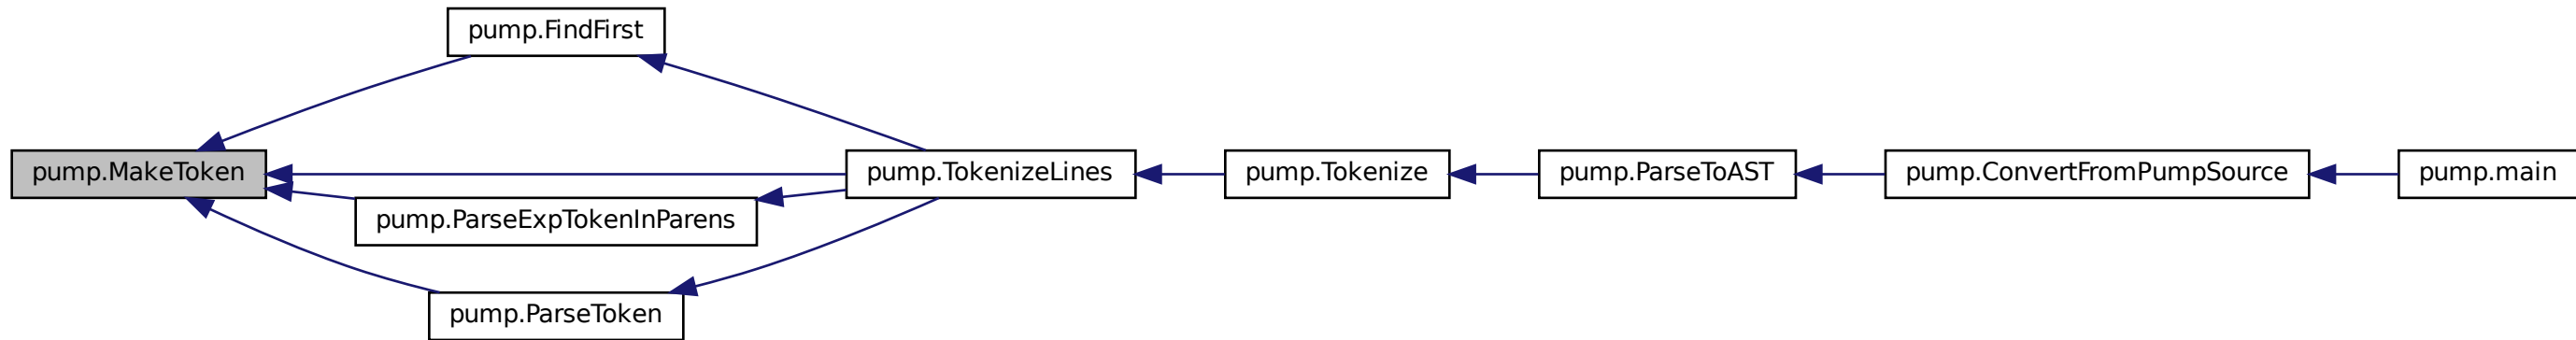 pump.FindFirst
pump.MakeToken
pump.TokenizeLines
pump.Tokenize
pump.ParseToAST
pump.ConvertFromPumpSource
pump.main
pump.ParseExpTokenInParens
pump.ParseToken